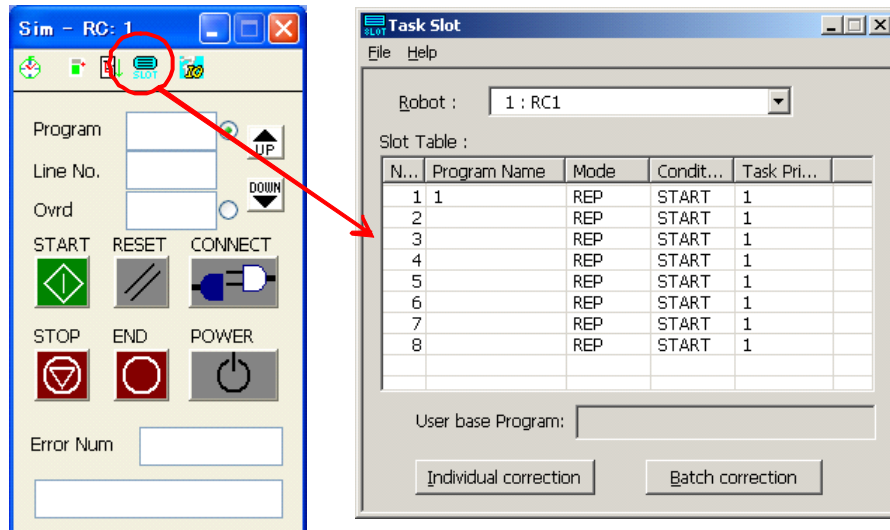 Sim - RC: 1
SLOT
Program
UP
Line No.
DOWN
Ovrd
START RESET CONNECT
STOP END POWER
Error Num
SLOT Task Slot
File Help
Robot : 1 : RC1
Slot Table :
N... Program Name Mode Condit... Task Pri...
1 1 REP START 1
2 REP START 1
3 REP START 1
4 REP START 1
5 REP START 1
6 REP START 1
7 REP START 1
8 REP START 1
User base Program:
Individual correction Batch correction